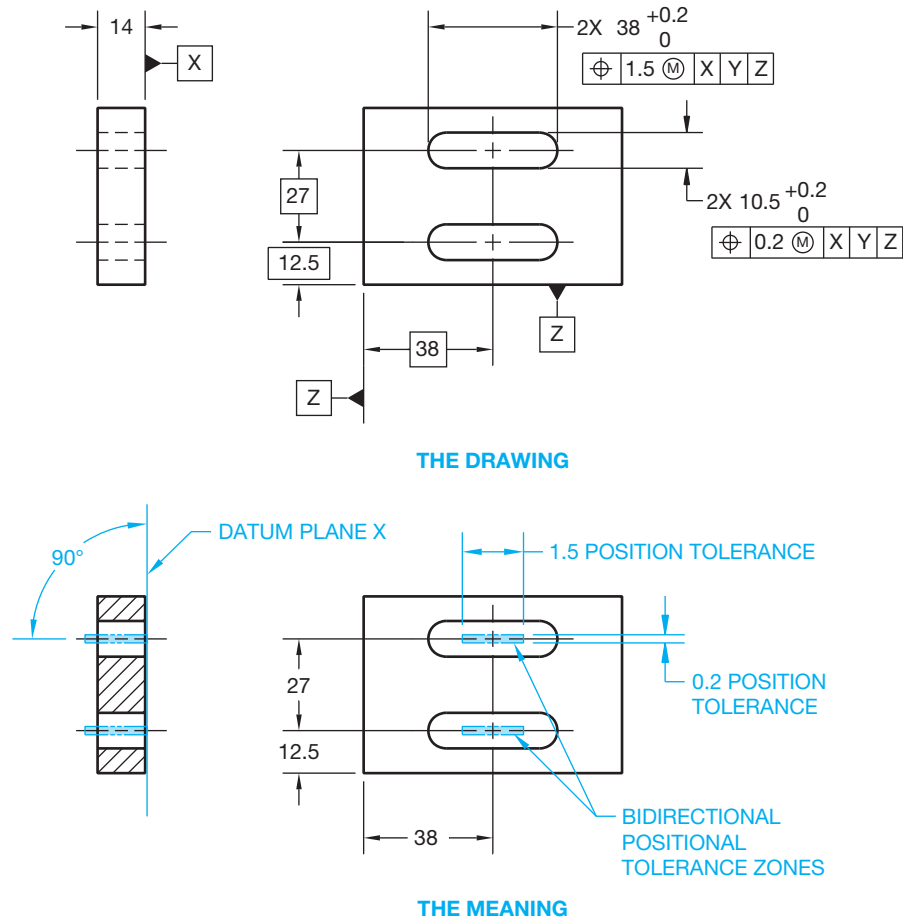 14
X
2X 38 +0.2
0
⌖ 1.5 Ⓜ X Y Z
27
12.5
2X 10.5 +0.2
0
⌖ 0.2 Ⓜ X Y Z
Z
38
Z
THE DRAWING
DATUM PLANE X
90°
1.5 POSITION TOLERANCE
27
0.2 POSITION
TOLERANCE
12.5
38
BIDIRECTIONAL
POSITIONAL
TOLERANCE ZONES
THE MEANING